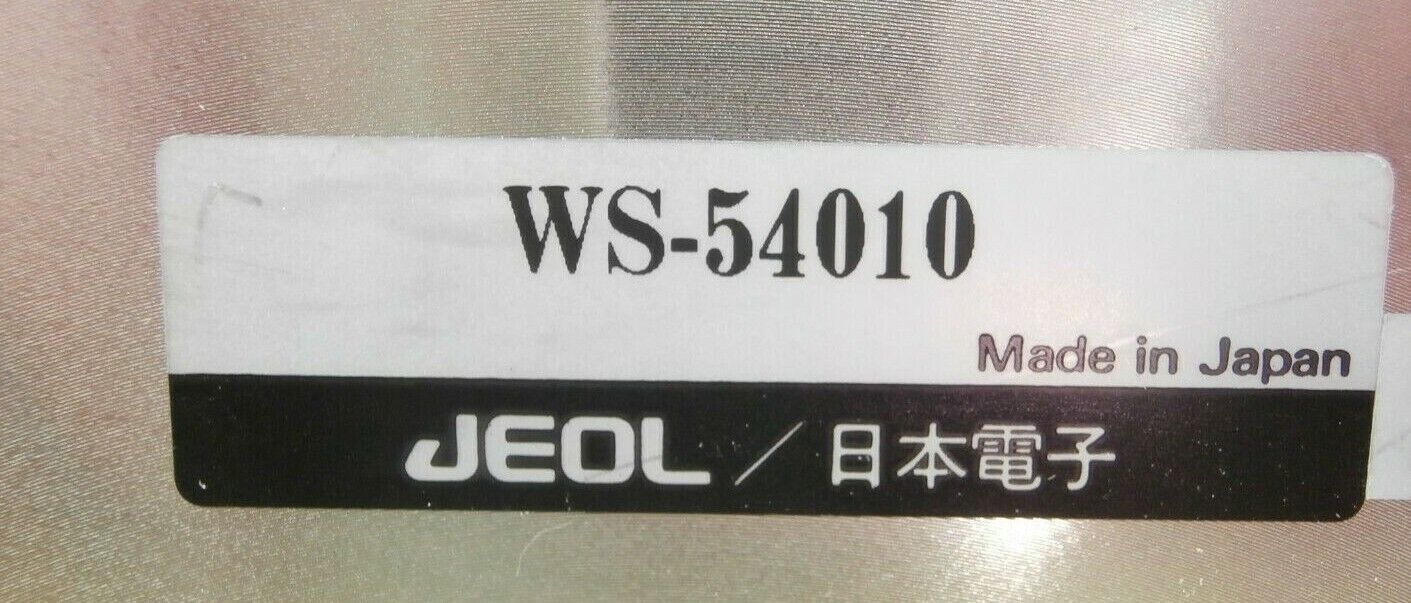 WS-54010
Made in Japan
JEOL／日本電子